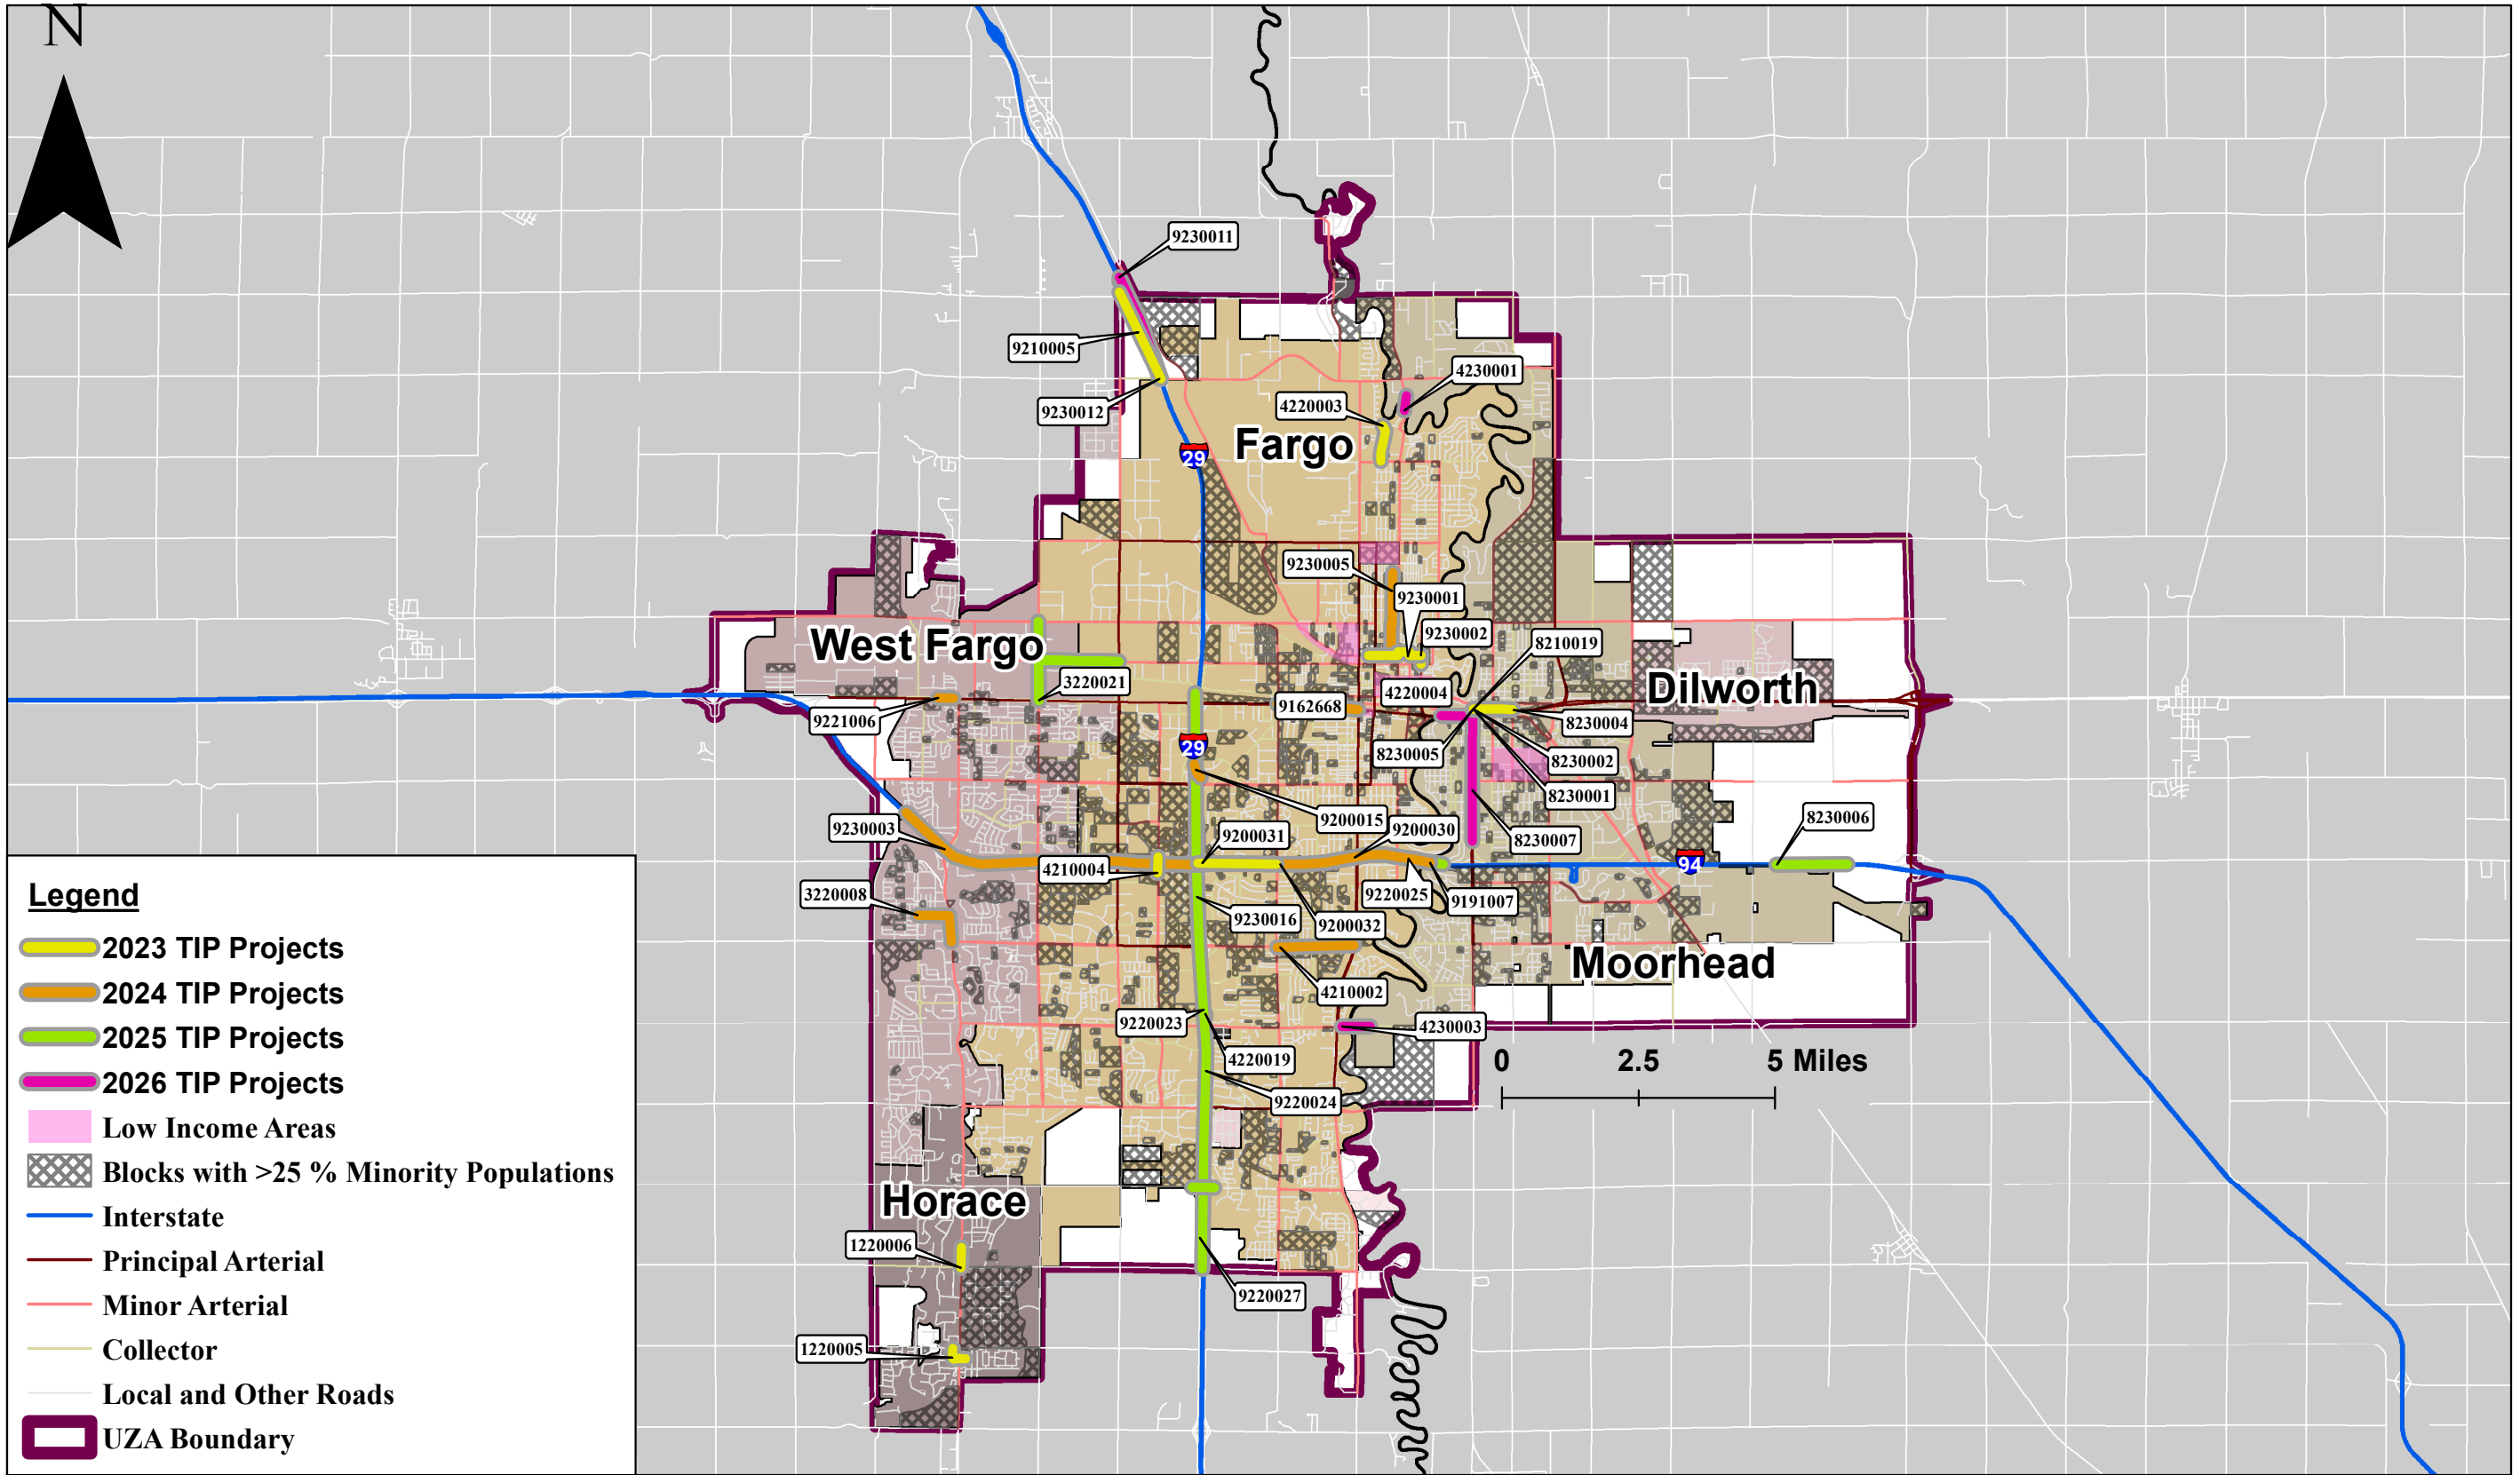 N
9230011
9210005
4230001
9230012
4220003
Fargo
29
9230005
9230001
9230002
8210019
West Fargo
3220021
4220004
Dilworth
9162668
9221006
8230004
29
8230005
8230002
8230001
9200015
8230006
9230003
9200031
9200030
8230007
4210004
94
9220025
9191007
3220008
9230016
9200032
Moorhead
4210002
9220023
4230003
4220019
0 2.5 5 Miles
9220024
Horace
1220006
9220027
1220005
Legend
2023 TIP Projects
2024 TIP Projects
2025 TIP Projects
2026 TIP Projects
Low Income Areas
Blocks with >25 % Minority Populations
Interstate
Principal Arterial
Minor Arterial
Collector
Local and Other Roads
UZA Boundary